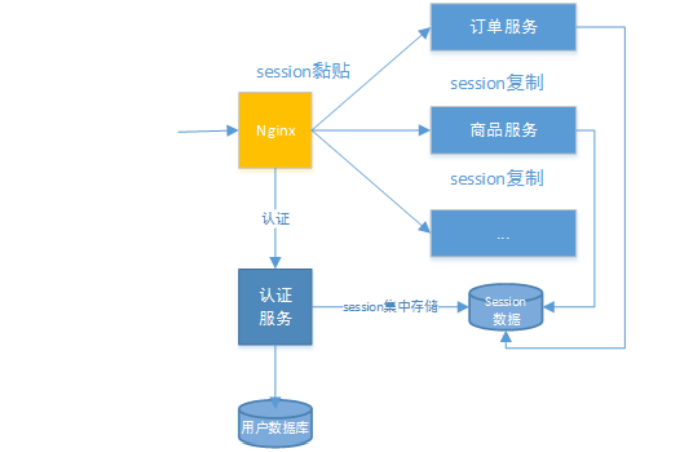 订单服务
session黏贴
session复制
Nginx
商品服务
session复制
认证
...
认证
服务
session集中存储
Session
数据
用户数据库